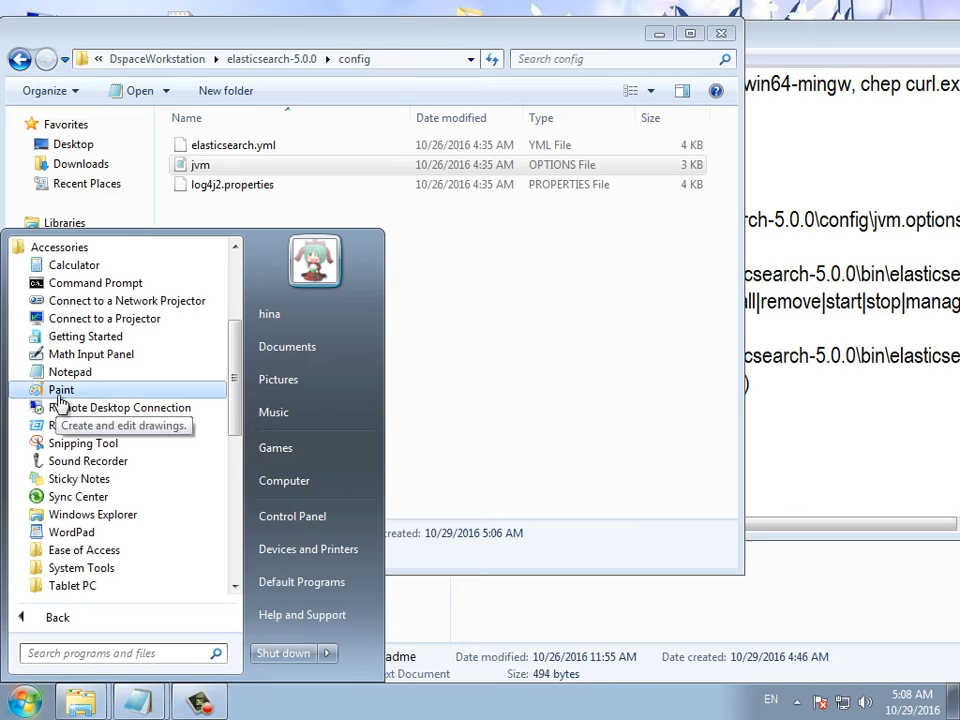 « DspaceWorkstation ▸ elasticsearch-5.0.0 ▸ config
Search config
Organize
Open
New folder
Favorites
Desktop
Downloads
Recent Places
Libraries
Name Date modified Type Size
elasticsearch.yml 10/26/2016 4:35 AM YML File 4 KB
jvm 10/26/2016 4:35 AM OPTIONS File 3 KB
log4j2.properties 10/26/2016 4:35 AM PROPERTIES File 4 KB
win64-mingw, chep curl.ex
ch-5.0.0\config\jvm.options
csearch-5.0.0\bin\elasticse
all|remove|start|stop|manag
csearch-5.0.0\bin\elasticse
)
Accessories
Calculator
Command Prompt
Connect to a Network Projector
Connect to a Projector
Getting Started
Math Input Panel
Notepad
Paint
Remote Desktop Connection
R
Create and edit drawings.
Snipping Tool
Sound Recorder
Sticky Notes
Sync Center
Windows Explorer
WordPad
Ease of Access
System Tools
Tablet PC
Back
Search programs and files
hina
Documents
Pictures
Music
Games
Computer
Control Panel
Devices and Printers
Default Programs
Help and Support
Shut down
created: 10/29/2016 5:06 AM
adme Date modified: 10/26/2016 11:55 AM Date created: 10/29/2016 4:46 AM
xt Document Size: 494 bytes
EN
5:08 AM
10/29/2016